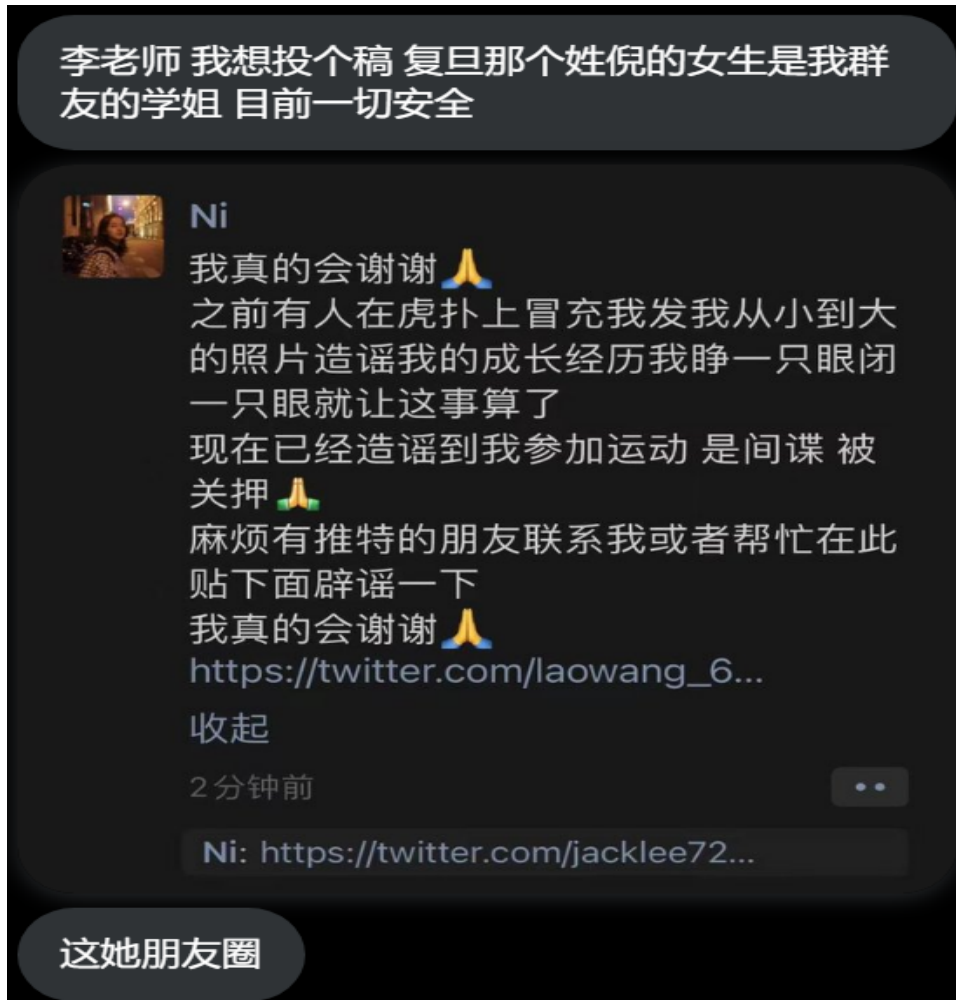 李老师 我想投个稿 复旦那个姓倪的女生是我群
友的学姐 目前一切安全
Ni
我真的会谢谢🙏
之前有人在虎扑上冒充我发我从小到大
的照片造谣我的成长经历我睁一只眼闭
一只眼就让这事算了
现在已经造谣到我参加运动 是间谍 被
关押🙏
麻烦有推特的朋友联系我或者帮忙在此
贴下面辟谣一下
我真的会谢谢🙏
https://twitter.com/laowang_6...
收起
2分钟前
Ni: https://twitter.com/jacklee72...
这她朋友圈